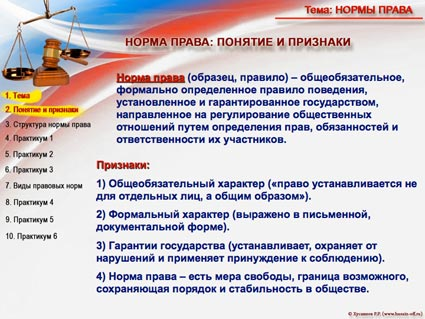 Тема: НОРМЫ ПРАВА
НОРМА ПРАВА: ПОНЯТИЕ И ПРИЗНАКИ
1. Тема
2. Понятие и признаки
3. Структура нормы права
4. Практикум 1
5. Практикум 2
6. Практикум 3
7. Виды правовых норм
8. Практикум 4
9. Практикум 5
10. Практикум 6
Норма права (образец, правило) – общеобязательное,
формально определенное правило поведения,
установленное и гарантированное государством,
направленное на регулирование общественных
отношений путем определения прав, обязанностей и
ответственности их участников.
Признаки:
1) Общеобязательный характер («право устанавливается не
для отдельных лиц, а общим образом»).
2) Формальный характер (выражено в письменной,
документальной форме).
3) Гарантии государства (устанавливает, охраняет от
нарушений и применяет принуждение к соблюдению).
4) Норма права – есть мера свободы, граница возможного,
сохраняющая порядок и стабильность в обществе.